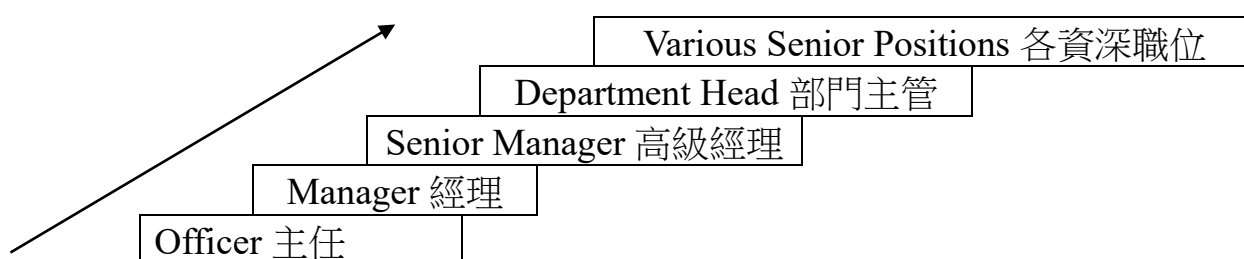 Various Senior Positions 各資深職位
Department Head 部門主管
Senior Manager 高級經理
Manager 經理
Officer 主任